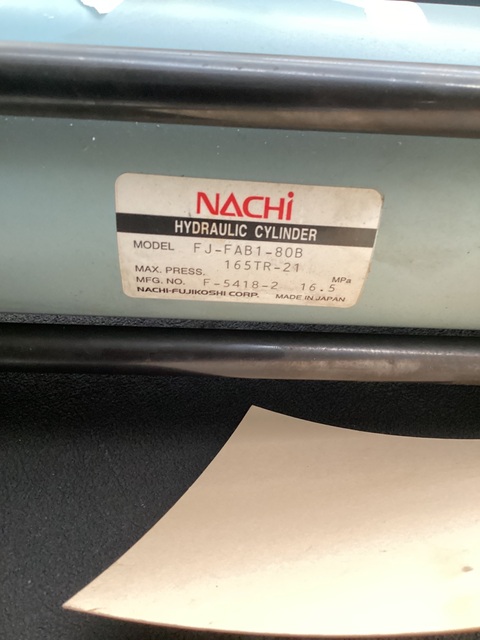 NACHi
HYDRAULIC CYLINDER
MODEL FJ-FAB1-80B
165TR-21
MAX. PRESS. 16.5 MPa
MFG. NO. F-5418-2
NACHI-FUJIKOSHI CORP. MADE IN JAPAN